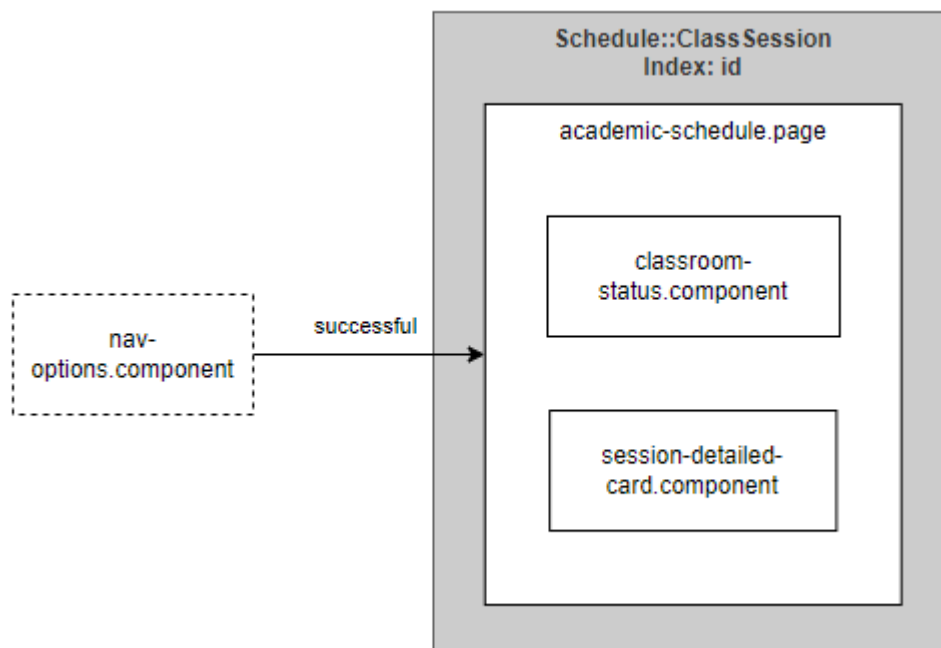 Schedule::ClassSession
Index: id
academic-schedule.page
classroom-
status.component
nav-
options.component
successful
session-detailed-
card.component